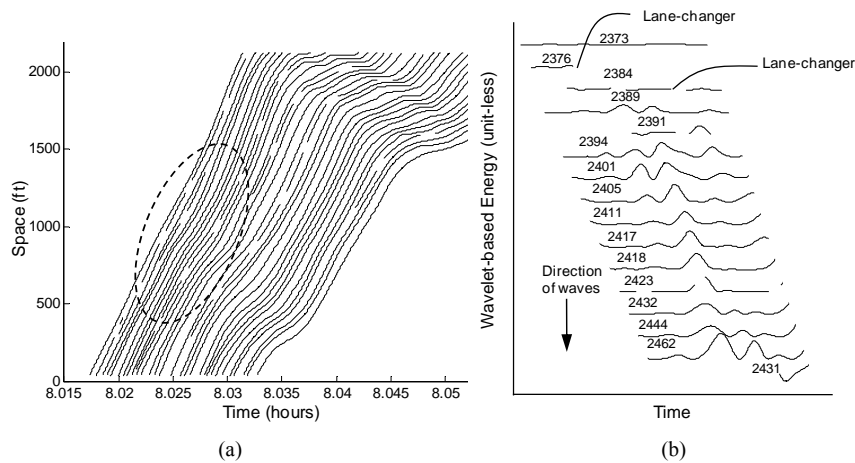 2000
1500
1000
500
0
Space (ft)
8.015 8.02 8.025 8.03 8.035 8.04 8.045 8.05
Time (hours)
(a)
Lane-changer
Lane-changer
2373
2376
2384
2389
2391
2394
2401
2405
2411
2417
2418
2423
2432
2444
2462
2431
Direction
of waves
Wavelet-based Energy (unit-less)
Time
(b)